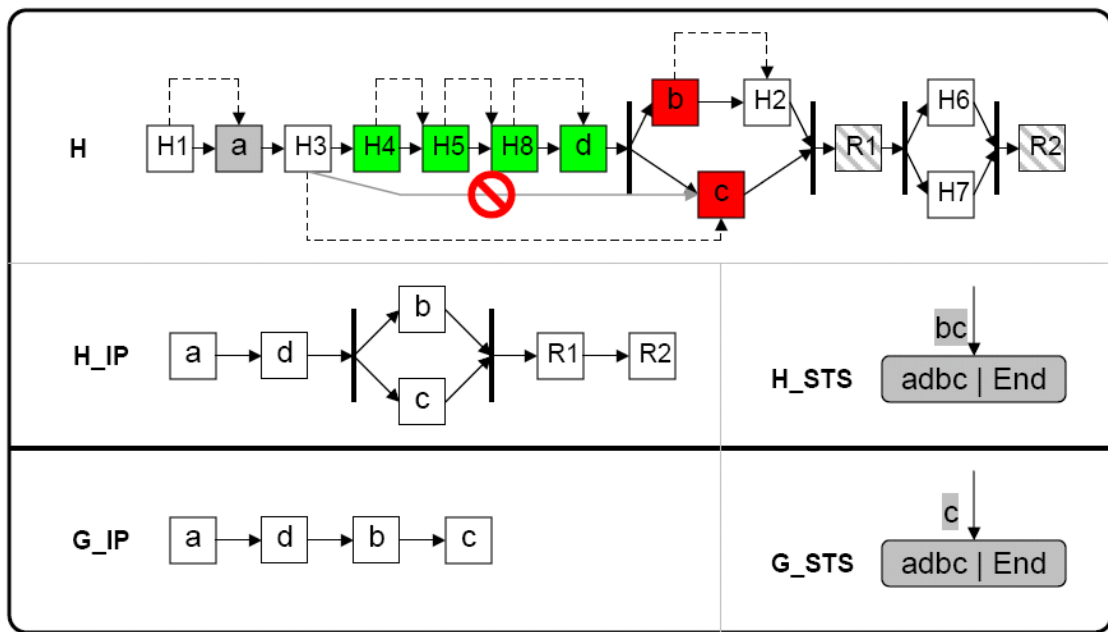 b H2 H6
H H1 a H3 H4 H5 H8 d R1 R2
c H7
b bc
H_IP a d R1 R2 H_STS adbc | End
c
c
G_IP a d b c G_STS adbc | End